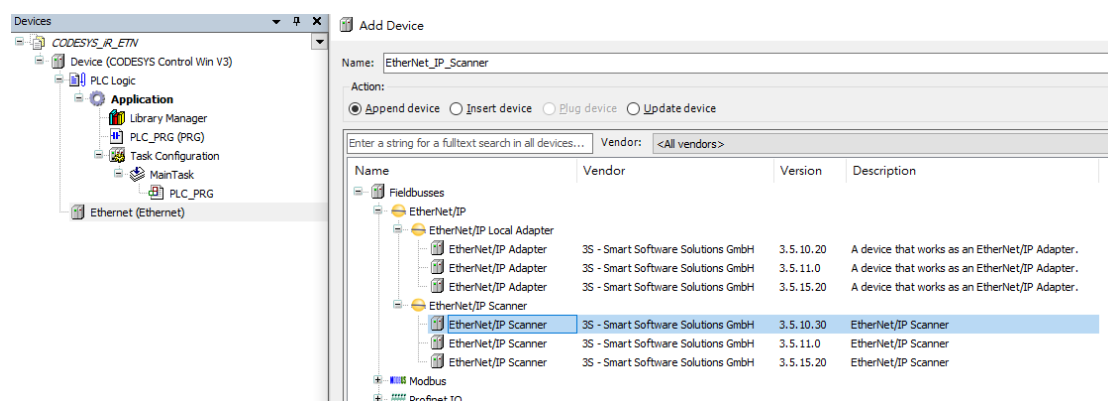 Devices
CODESYS_iR_ETN
Device (CODESYS Control Win V3)
PLC Logic
Application
Library Manager
PLC_PRG (PRG)
Task Configuration
MainTask
PLC_PRG
Ethernet (Ethernet)
Add Device
Name: EtherNet_IP_Scanner
Action:
Append device Insert device Plug device Update device
Enter a string for a fulltext search in all devices... Vendor: <All vendors>
Name Vendor Version Description
Fieldbusses
EtherNet/IP
EtherNet/IP Local Adapter
EtherNet/IP Adapter 3S - Smart Software Solutions GmbH 3.5.10.20 A device that works as an EtherNet/IP Adapter.
EtherNet/IP Adapter 3S - Smart Software Solutions GmbH 3.5.11.0 A device that works as an EtherNet/IP Adapter.
EtherNet/IP Adapter 3S - Smart Software Solutions GmbH 3.5.15.20 A device that works as an EtherNet/IP Adapter.
EtherNet/IP Scanner
EtherNet/IP Scanner 3S - Smart Software Solutions GmbH 3.5.10.30 EtherNet/IP Scanner
EtherNet/IP Scanner 3S - Smart Software Solutions GmbH 3.5.11.0 EtherNet/IP Scanner
EtherNet/IP Scanner 3S - Smart Software Solutions GmbH 3.5.15.20 EtherNet/IP Scanner
Modbus
Profinet IO